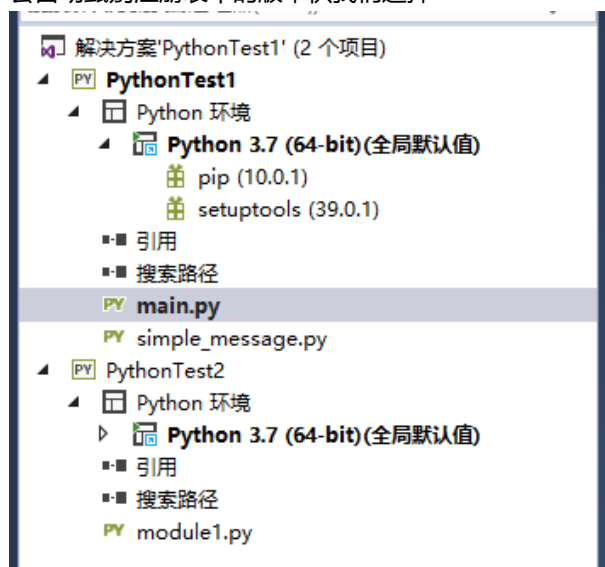 解决方案'PythonTest1' (2 个项目)
PY PythonTest1
Python 环境
Python 3.7 (64-bit)(全局默认值)
pip (10.0.1)
setuptools (39.0.1)
引用
搜索路径
PY main.py
PY simple_message.py
PY PythonTest2
Python 环境
Python 3.7 (64-bit)(全局默认值)
引用
搜索路径
PY module1.py